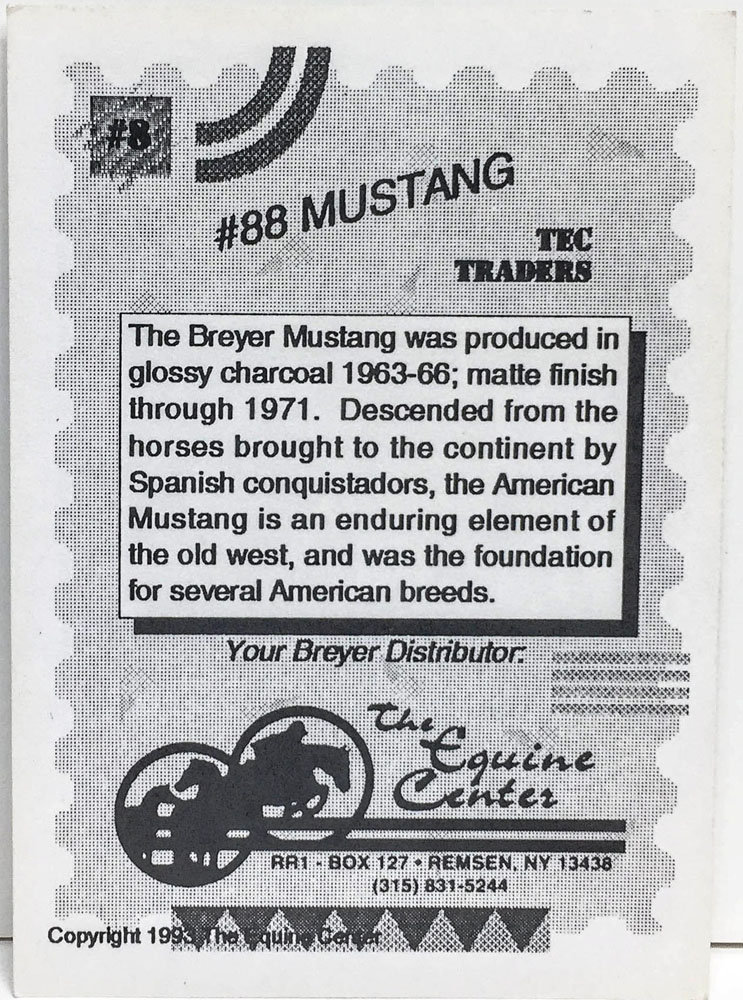 #8
#88 MUSTANG
TEC
TRADERS
The Breyer Mustang was produced in
glossy charcoal 1963-66; matte finish
through 1971. Descended from the
horses brought to the continent by
Spanish conquistadors, the American
Mustang is an enduring element of
the old west, and was the foundation
for several American breeds.
Your Breyer Distributor:
The
Equine
Center
RR1 - BOX 127 • REMSEN, NY 13438
(315) 831-5244
Copyright 1993 The Equine Center